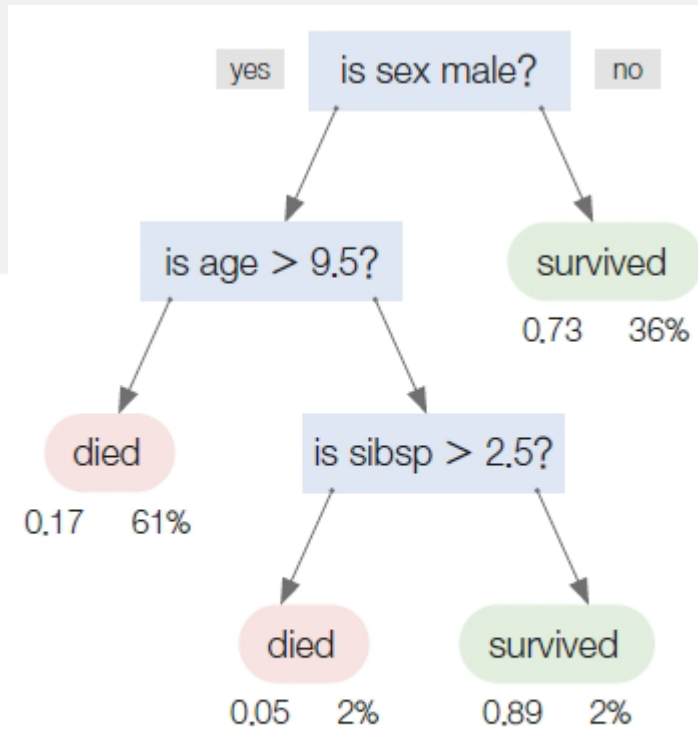 yes
is sex male?
no
is age > 9.5?
survived
0.73 36%
died
0.17 61%
is sibsp > 2.5?
died
0.05 2%
survived
0.89 2%